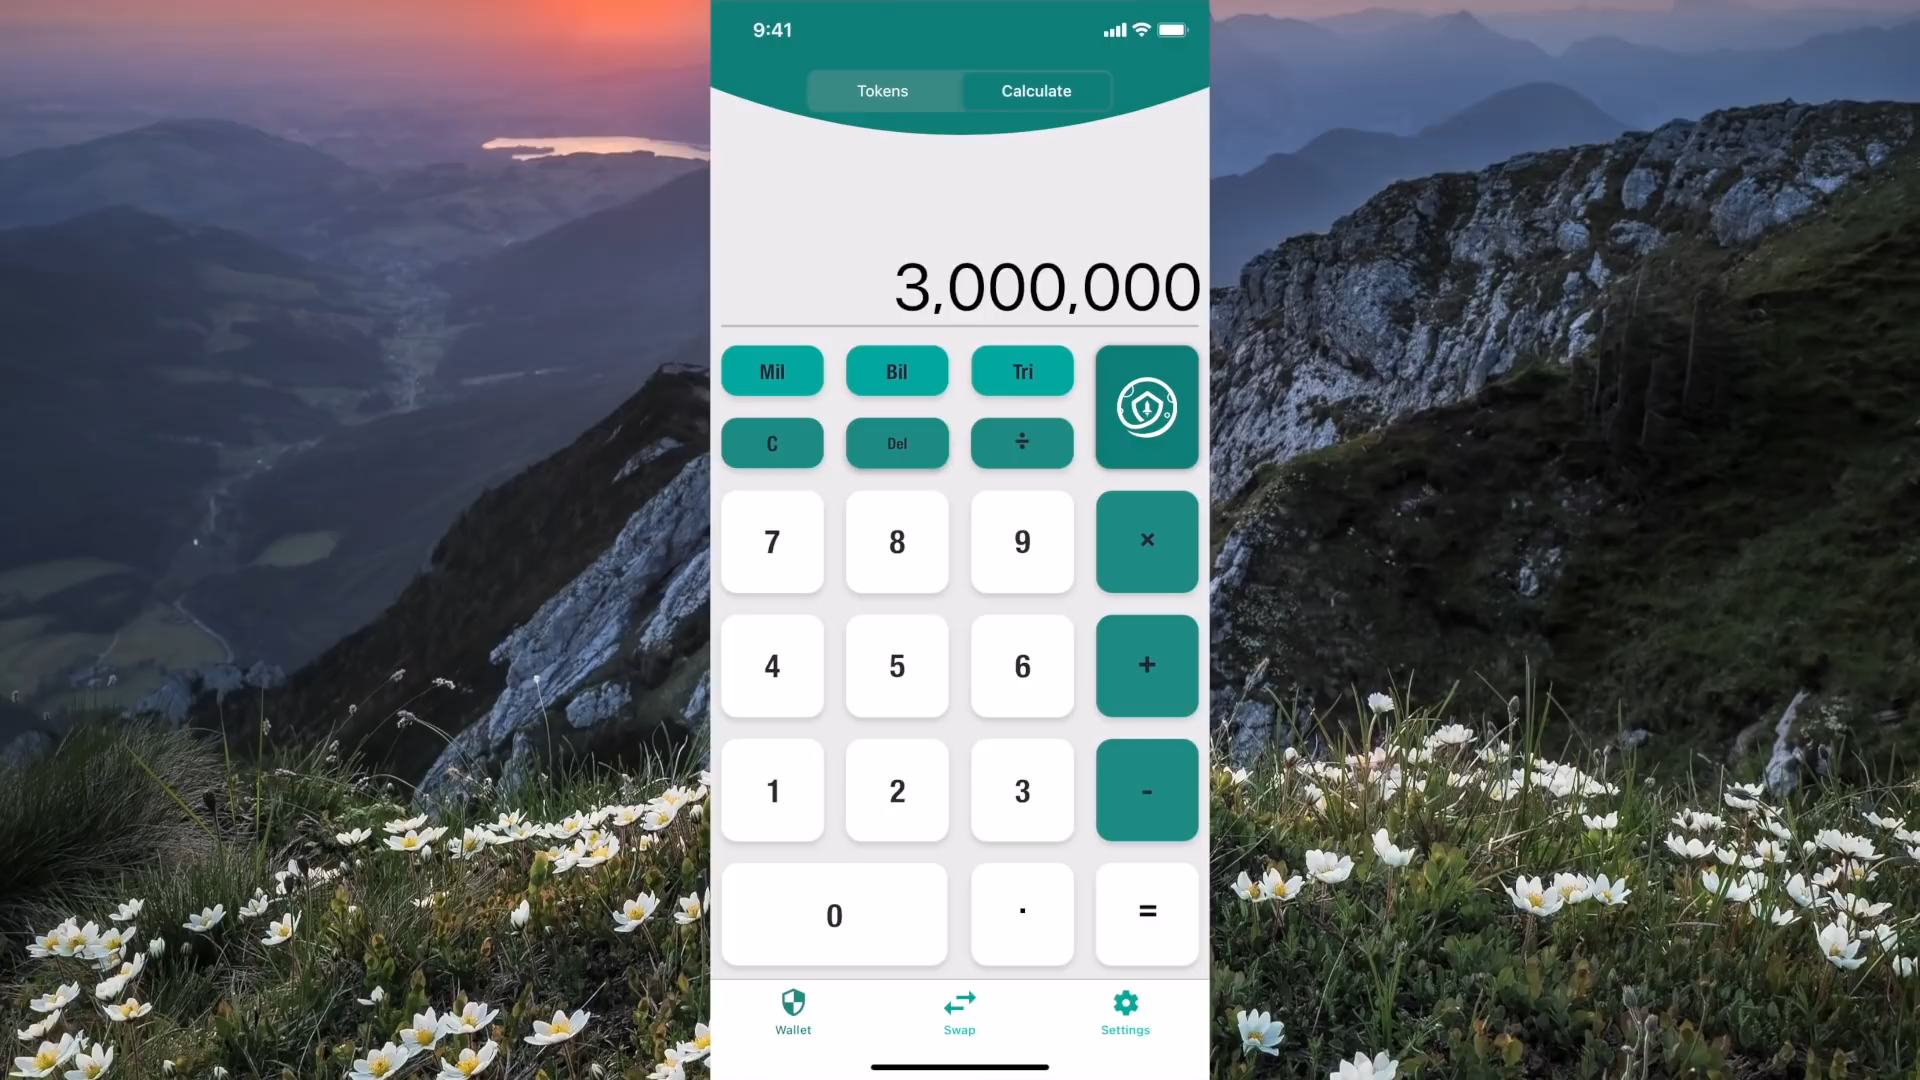 9:41
Tokens Calculate
3,000,000
Mil Bil Tri
C Del ÷
7 8 9 ×
4 5 6 +
1 2 3 -
0 . =
Wallet Swap Settings